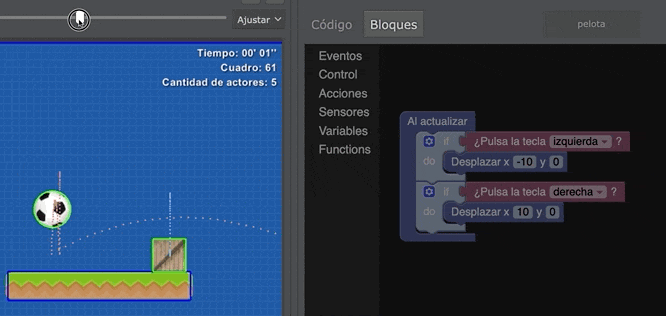 Ajustar
Tiempo: 00' 01''
Cuadro: 61
Cantidad de actores: 5
Código
Bloques
pelota
Eventos
Control
Acciones
Sensores
Variables
Functions
Al actualizar
if ¿Pulsa la tecla izquierda ?
do Desplazar x -10 y 0
if ¿Pulsa la tecla derecha ?
do Desplazar x 10 y 0